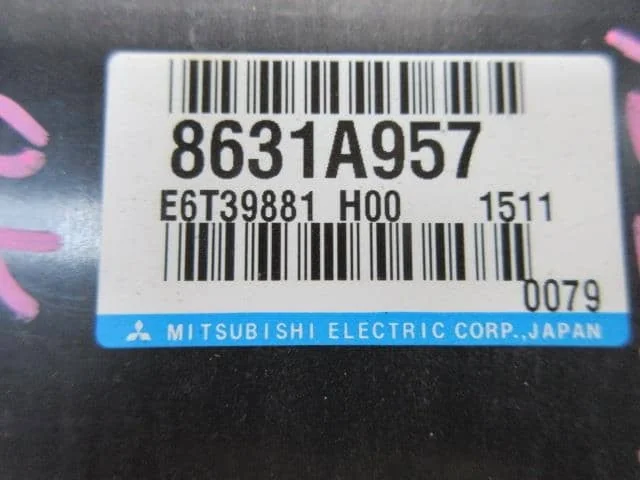 8631A957
E6T39881 H00 1511
0079
MITSUBISHI ELECTRIC CORP.,JAPAN